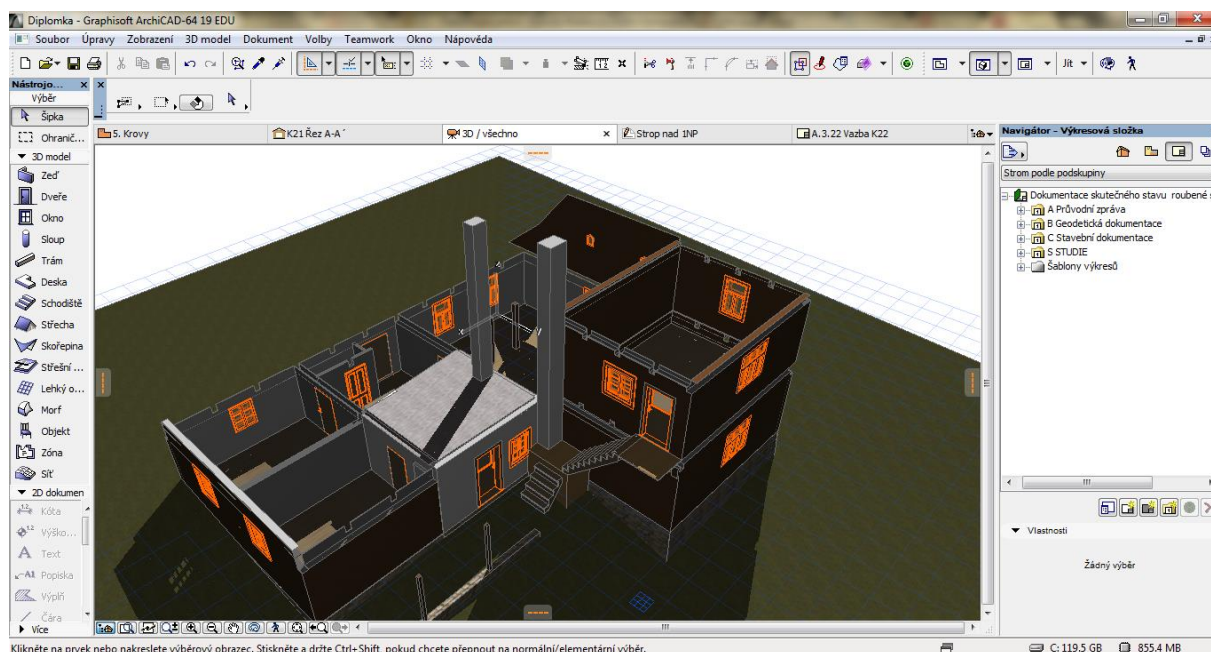 Diplomka - Graphisoft ArchiCAD-64 19 EDU
Soubor Úpravy Zobrazení 3D model Dokument Volby Teamwork Okno Nápověda
Jít
Nástrojo...
Výběr
Šipka
Ohranič...
3D model
Zeď
Dveře
Okno
Sloup
Trám
Deska
Schodiště
Střecha
Skořepina
Střešní ...
Lehký o...
Morf
Objekt
Zóna
Síť
2D dokumen
Kóta
Výško...
Text
Popiska
Výplň
Čára
Více
5. Krovy K21 Řez A-A´ 3D / všechno Strop nad 1NP A.3.22 Vazba K22
Navigátor - Výkresová složka
Strom podle podskupiny
Dokumentace skutečného stavu roubené
A Průvodní zpráva
B Geodetická dokumentace
C Stavební dokumentace
S STUDIE
Šablony výkresů
Vlastnosti
Žádný výběr
Klikněte na prvek nebo nakreslete výběrový obrazec. Stiskněte a držte Ctrl+Shift, pokud chcete přepnout na normální/elementární výběr.
C: 119.5 GB 855.4 MB